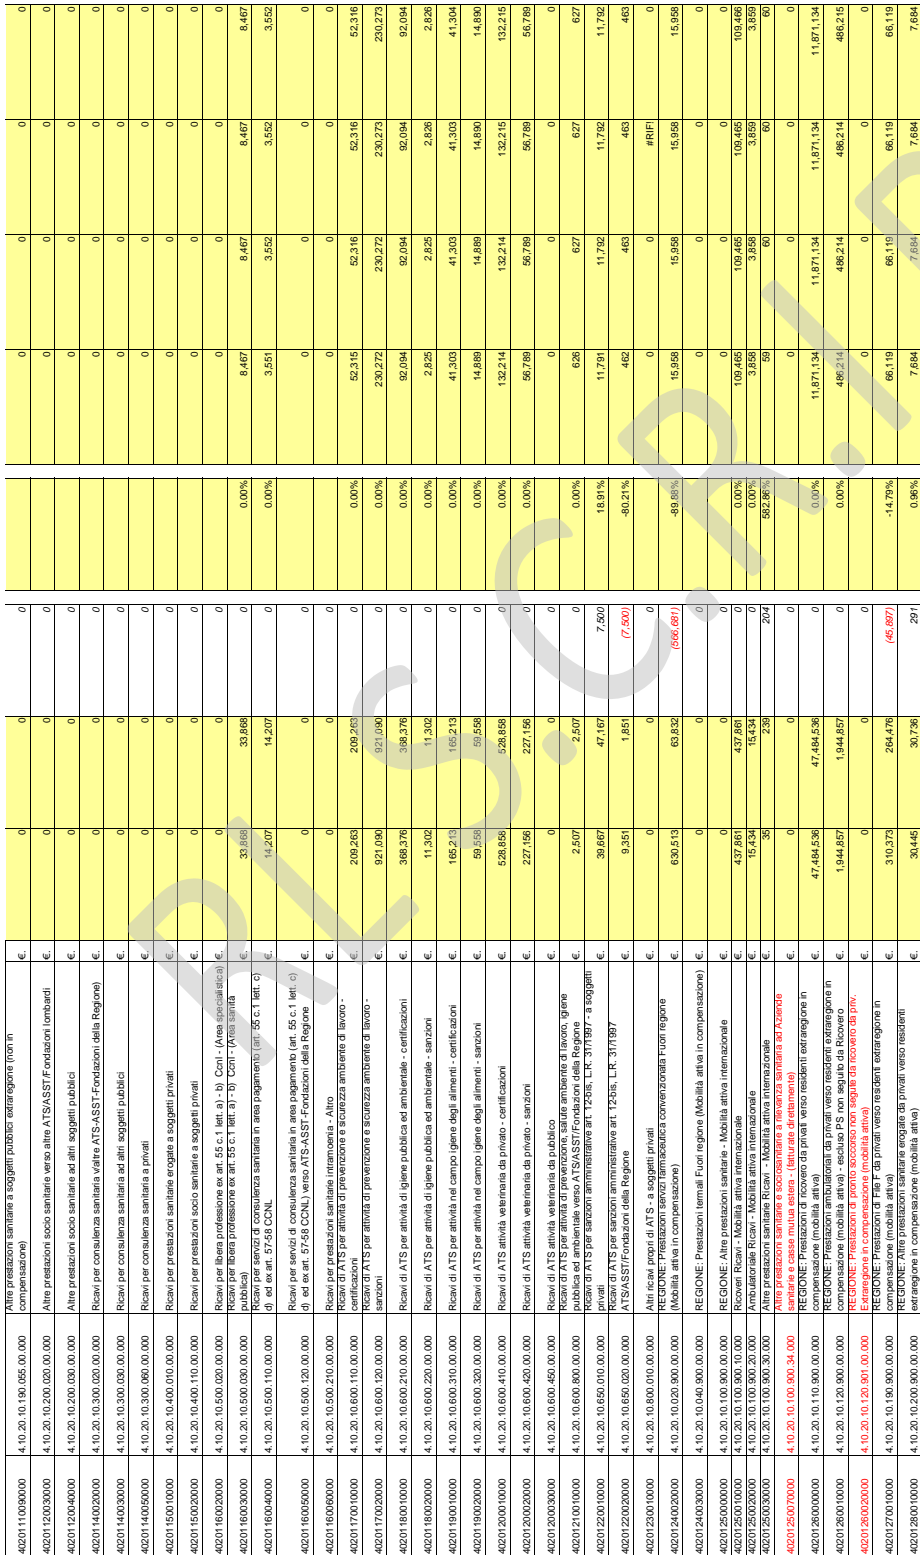 40201110090000 4.10.20.10.190.055.00.000 Altre prestazioni sanitarie a soggetti pubblici extraregione (non in
compensazione) €. 0 0 0 0 0 0 0
40201120030000 4.10.20.10.200.020.00.000 Altre prestazioni socio sanitarie verso altre ATS/ASST/Fondazioni lombardi €. 0 0 0 0 0 0 0
40201120040000 4.10.20.10.200.030.00.000 Altre prestazioni socio sanitarie ad altri soggetti pubblici €. 0 0 0 0 0 0 0
40201140020000 4.10.20.10.300.020.00.000 Ricavi per consulenza sanitaria v/altre ATS-ASST-Fondazioni della Regione) €. 0 0 0 0 0 0 0
40201140030000 4.10.20.10.300.030.00.000 Ricavi per consulenza sanitaria ad altri soggetti pubblici €. 0 0 0 0 0 0 0
40201140050000 4.10.20.10.300.060.00.000 Ricavi per consulenza sanitaria a privati €. 0 0 0 0 0 0 0
40201150010000 4.10.20.10.400.010.00.000 Ricavi per prestazioni sanitarie erogate a soggetti privati €. 0 0 0 0 0 0 0
40201150020000 4.10.20.10.400.110.00.000 Ricavi per prestazioni socio sanitarie a soggetti privati €. 0 0 0 0 0 0 0
40201160020000 4.10.20.10.500.020.00.000 Ricavi per libera professione ex art. 55 c.1 lett. a) - b) Ccnl - (Area specialistica) €. 0 0 0 0 0 0 0
40201160030000 4.10.20.10.500.030.00.000 Ricavi per libera professione ex art. 55 c.1 lett. a) - b) Ccnl - (Area sanità
pubblica) €. 33,868 33,868 0 0.00% 8,467 8,467 8,467 8,467
40201160040000 4.10.20.10.500.110.00.000 Ricavi per servizi di consulenza sanitaria in area pagamento (art. 55 c.1 lett. c)
d) ed ex art. 57-58 CCNL €. 14,207 14,207 0 0.00% 3,551 3,552 3,552 3,552
40201160050000 4.10.20.10.500.120.00.000 Ricavi per servizi di consulenza sanitaria in area pagamento (art. 55 c.1 lett. c)
d) ed ex art. 57-58 CCNL) verso ATS-ASST-Fondazioni della Regione €. 0 0 0 0 0 0 0
40201160060000 4.10.20.10.500.210.00.000 Ricavi per prestazioni sanitarie intramoenia - Altro €. 0 0 0 0 0 0 0
40201170010000 4.10.20.10.600.110.00.000 Ricavi di ATS per attività di prevenzione e sicurezza ambiente di lavoro -
certificazioni €. 209,263 209,263 0 0.00% 52,315 52,316 52,316 52,316
40201170020000 4.10.20.10.600.120.00.000 Ricavi di ATS per attività di prevenzione e sicurezza ambiente di lavoro -
sanzioni €. 921,090 921,090 0 0.00% 230,272 230,272 230,273 230,273
40201180010000 4.10.20.10.600.210.00.000 Ricavi di ATS per attività di igiene pubblica ed ambientale - certificazioni €. 368,376 368,376 0 0.00% 92,094 92,094 92,094 92,094
40201180020000 4.10.20.10.600.220.00.000 Ricavi di ATS per attività di igiene pubblica ed ambientale - sanzioni €. 11,302 11,302 0 0.00% 2,825 2,825 2,826 2,826
40201190010000 4.10.20.10.600.310.00.000 Ricavi di ATS per attività nel campo igiene degli alimenti - certificazioni €. 165,213 165,213 0 0.00% 41,303 41,303 41,303 41,304
40201190020000 4.10.20.10.600.320.00.000 Ricavi di ATS per attività nel campo igiene degli alimenti - sanzioni €. 59,558 59,558 0 0.00% 14,889 14,889 14,890 14,890
40201200010000 4.10.20.10.600.410.00.000 Ricavi di ATS attività veterinaria da privato - certificazioni €. 528,858 528,858 0 0.00% 132,214 132,214 132,215 132,215
40201200020000 4.10.20.10.600.420.00.000 Ricavi di ATS attività veterinaria da privato - sanzioni €. 227,156 227,156 0 0.00% 56,789 56,789 56,789 56,789
40201200030000 4.10.20.10.600.450.00.000 Ricavi di ATS attività veterinaria da pubblico €. 0 0 0 0 0 0 0
40201210010000 4.10.20.10.600.800.00.000 Ricavi di ATS per attività di prevenzione, salute ambiente di lavoro, igiene
pubblica ed ambientale verso ATS/ASST/Fondazioni della Regione €. 2,507 2,507 0 0.00% 626 627 627 627
40201220010000 4.10.20.10.650.010.00.000 Ricavi di ATS per sanzioni amministrative art. 12-bis, L.R. 31/1997 - a soggetti
privati €. 39,667 47,167 7,500 18.91% 11,791 11,792 11,792 11,792
40201220020000 4.10.20.10.650.020.00.000 Ricavi di ATS per sanzioni amministrative art. 12-bis, L.R. 31/1997
ATS/ASST/Fondazioni della Regione €. 9,351 1,851 (7,500) -80.21% 462 463 463 463
40201230010000 4.10.20.10.800.010.00.000 Altri ricavi propri di ATS - a sogetti privati €. 0 0 0 0 0 #RIF! 0
40201240020000 4.10.20.10.020.900.00.000 REGIONE: Prestazioni servizi farmaceutica convenzionata Fuori regione
(Mobilità attiva in compensazione) €. 630,513 63,832 (566,681) -89.88% 15,958 15,958 15,958 15,958
40201240030000 4.10.20.10.040.900.00.000 REGIONE: Prestazioni termali Fuori regione (Mobilità attiva in compensazione) €. 0 0 0 0 0 0 0
40201250000000 4.10.20.10.100.900.00.000 REGIONE: Altre prestazioni sanitarie - Mobilità attiva internazionale €. 0 0 0 0 0 0 0
40201250010000 4.10.20.10.100.900.10.000 Ricoveri Ricavi - Mobilità attiva internazionale €. 437,861 437,861 0 0.00% 109,465 109,465 109,465 109,466
40201250020000 4.10.20.10.100.900.20.000 Ambulatoriale Ricavi - Mobilità attiva internazionale €. 15,434 15,434 0 0.00% 3,858 3,858 3,859 3,859
40201250030000 4.10.20.10.100.900.30.000 Altre prestazioni sanitarie Ricavi - Mobilità attiva internazionale €. 35 239 204 582.86% 59 60 60 60
40201250070000 4.10.20.10.100.900.34.000 Altre prestazioni sanitarie e sociosanitarie a rilevanza sanitaria ad Aziende
sanitarie e casse mutua estera - (fatturate direttamente) €. 0 0 0 0 0 0 0
40201260000000 4.10.20.10.110.900.00.000 REGIONE: Prestazioni di ricovero da privati verso residenti extraregione in
compensazione (mobilità attiva) €. 47,484,536 47,484,536 0 0.00% 11,871,134 11,871,134 11,871,134 11,871,134
40201260010000 4.10.20.10.120.900.00.000 REGIONE: Prestazioni ambulatoriali da privati verso residenti extraregione in
compensazione (mobilità attiva) - escluso PS non seguito da Ricovero €. 1,944,857 1,944,857 0 0.00% 486,214 486,214 486,214 486,215
40201260020000 4.10.20.10.120.901.00.000 REGIONE: Prestazioni di pronto soccorso non seguite da ricovero da priv.
Extraregione in compensazione (mobilità attiva) €. 0 0 0 0 0 0 0
40201270010000 4.10.20.10.190.900.00.000 REGIONE: Prestazioni di File F da privati verso residenti extraregione in
compensazione (mobilità attiva) €. 310,373 264,476 (45,897) -14.79% 66,119 66,119 66,119 66,119
40201280010000 4.10.20.10.200.900.00.000 REGIONE: Altre prestazioni sanitarie erogate da privati verso residenti
extraregione in compensazione (mobilità attiva) €. 30,445 30,736 291 0.96% 7,684 7,684 7,684 7,684